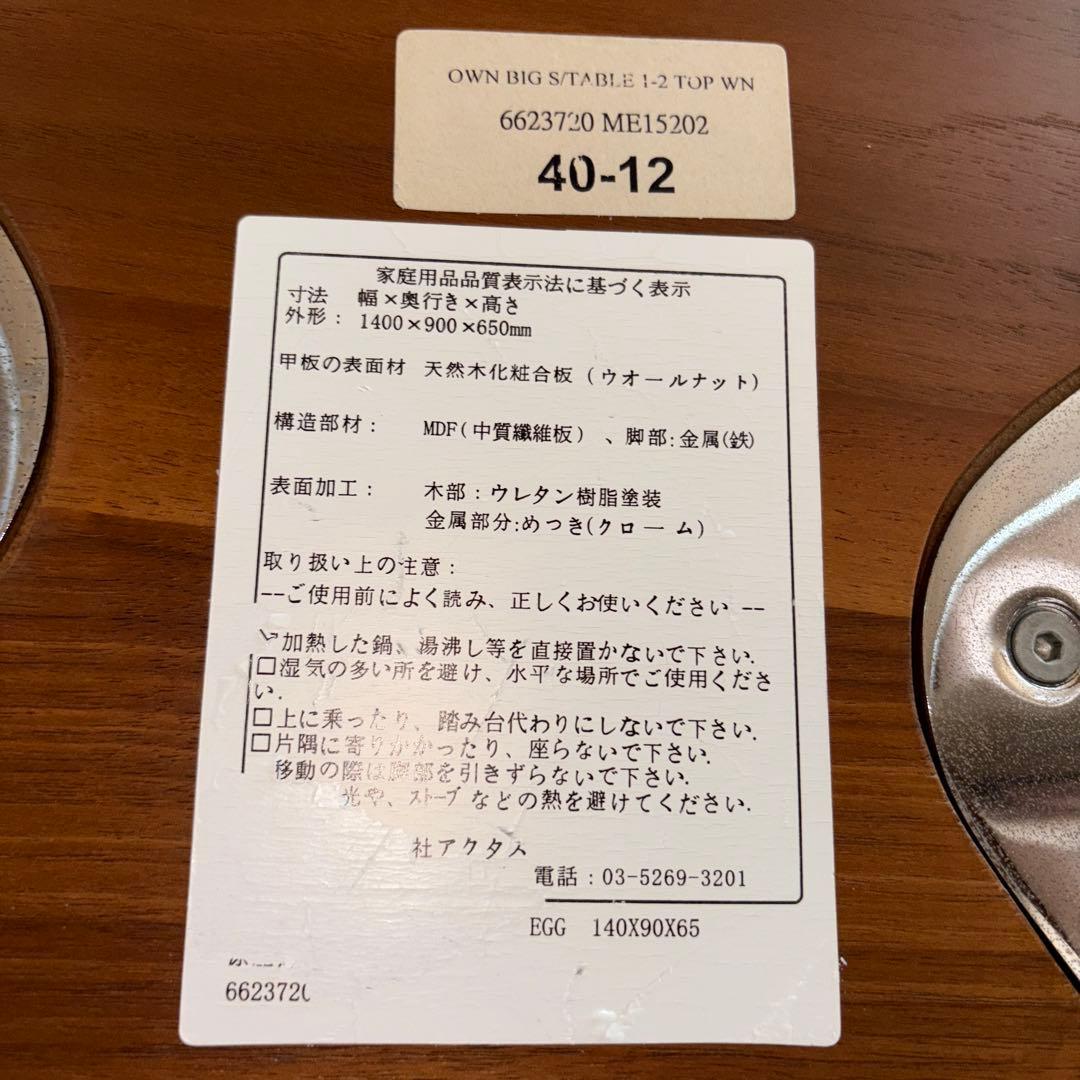 OWN BIG S/TABLE 1-2 TOP WN
6623720 ME15202
40-12
家庭用品品質表示法に基づく表示
寸法 幅×奥行き×高さ
外形: 1400×900×650mm
甲板の表面材 天然木化粧合板 (ウオールナット)
構造部材: MDF(中質繊維板) 、脚部:金属(鉄)
表面加工: 木部:ウレタン樹脂塗装
金属部分:めつき(クローム)
取り扱い上の注意:
--ご使用前によく読み、正しくお使いください --
加熱した鍋、湯沸し等を直接置かないで下さい.
□湿気の多い所を避け、水平な場所でご使用くださ
い.
□上に乗ったり、踏み台代わりにしないで下さい.
□片隅に寄りかかったり、座らないで下さい.
移動の際は脚部を引きずらないで下さい.
光や、ストーブなどの熱を避けてください.
社アクタス
電話:03-5269-3201
EGG 140X90X65
662372